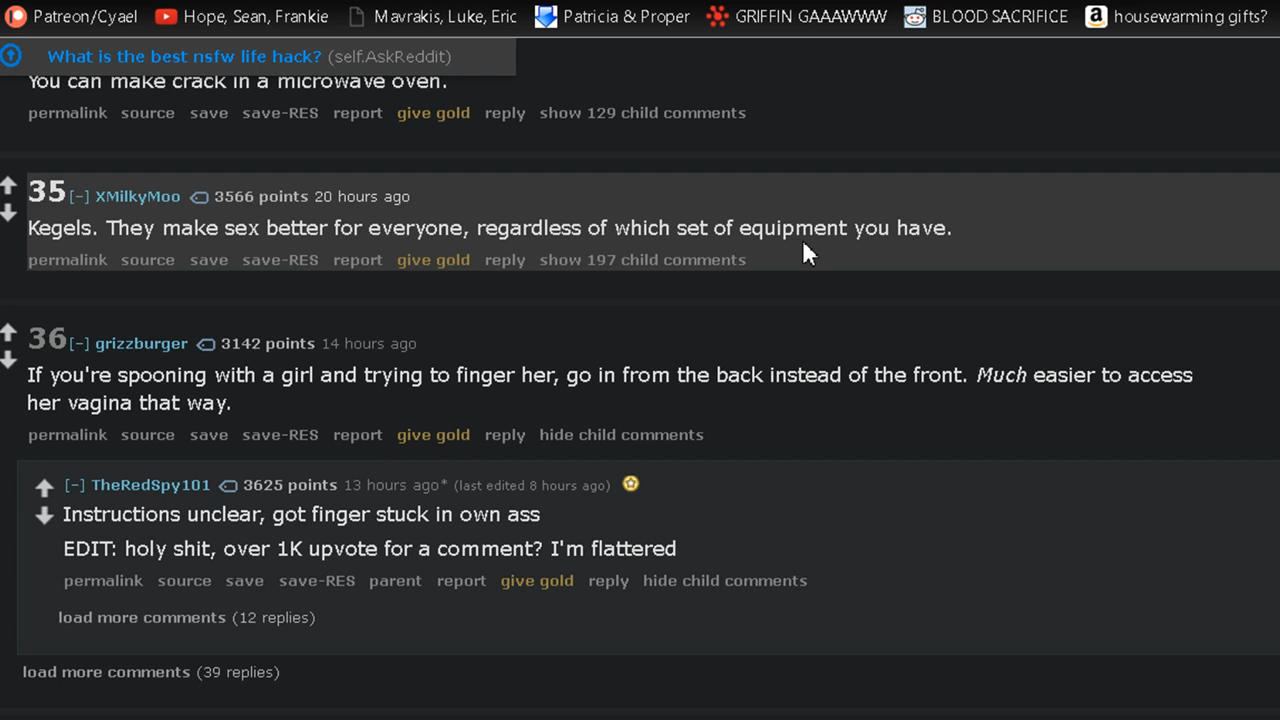 Patreon/Cyael Hope, Sean, Frankie Mavrakis, Luke, Eric Patricia & Proper GRIFFIN GAAAWWW BLOOD SACRIFICE housewarming gifts?
What is the best nsfw life hack? (self.AskReddit)
You can make crack in a microwave oven.
permalink source save save-RES report give gold reply show 129 child comments
35 [-] XMilkyMoo 3566 points 20 hours ago
Kegels. They make sex better for everyone, regardless of which set of equipment you have.
permalink source save save-RES report give gold reply show 197 child comments
36 [-] grizzburger 3142 points 14 hours ago
If you're spooning with a girl and trying to finger her, go in from the back instead of the front. Much easier to access
her vagina that way.
permalink source save save-RES report give gold reply hide child comments
[-] TheRedSpy101 3625 points 13 hours ago* (last edited 8 hours ago)
Instructions unclear, got finger stuck in own ass
EDIT: holy shit, over 1K upvote for a comment? I'm flattered
permalink source save save-RES parent report give gold reply hide child comments
load more comments (12 replies)
load more comments (39 replies)